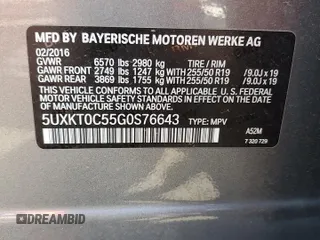 MFD BY BAYERISCHE MOTOREN WERKE AG
02/2016
GVWR 6570 lbs 2980 kg TIRE / RIM
GAWR FRONT 2749 lbs 1247 kg WITH 255/50 R19 /9.0J x 19
GAWR REAR 3869 lbs 1755 kg WITH 255/50 R19 /9.0J x 19
THIS VEHICLE CONFORMS TO ALL APPLICABLE U.S. FEDERAL MOTOR VEHICLE SAFETY STANDARDS IN EFFECT ON THE DATE OF MANUFACTURE SHOWN ABOVE.
5UXKT0C55G0S76643 TYPE: MPV
A52M
7 320 729
DREAMBID